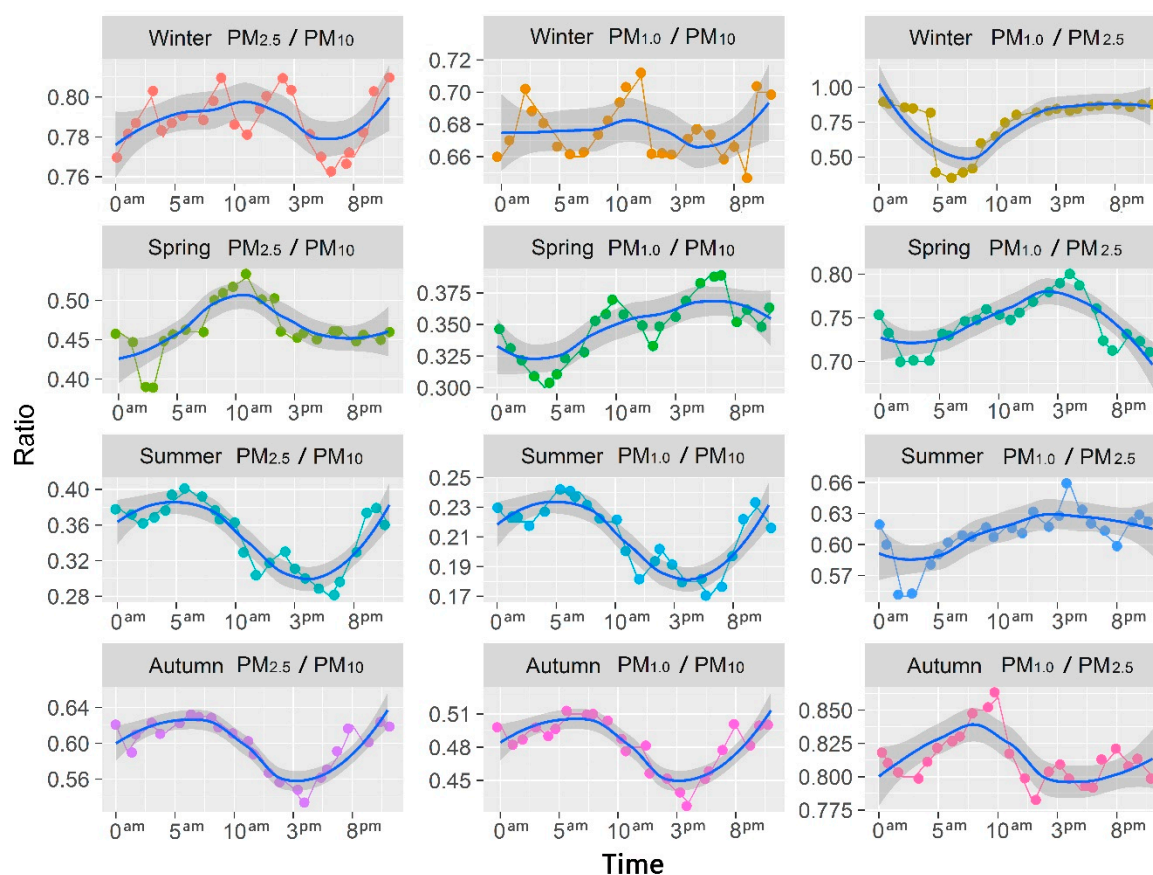 Winter PM2.5 / PM10
Winter PM1.0 / PM10
Winter PM1.0 / PM2.5
0.80
0.78
0.76
0am 5am 10am 3pm 8pm
0.72
0.70
0.68
0.66
0am 5am 10am 3pm 8pm
1.00
0.75
0.50
0am 5am 10am 3pm 8pm
Spring PM2.5 / PM10
Spring PM1.0 / PM10
Spring PM1.0 / PM2.5
0.50
0.45
0.40
0am 5am 10am 3pm 8pm
0.375
0.350
0.325
0.300
0am 5am 10am 3pm 8pm
0.80
0.75
0.70
0am 5am 10am 3pm 8pm
Ratio
Summer PM2.5 / PM10
Summer PM1.0 / PM10
Summer PM1.0 / PM2.5
0.40
0.36
0.32
0.28
0am 5am 10am 3pm 8pm
0.25
0.23
0.21
0.19
0.17
0am 5am 10am 3pm 8pm
0.66
0.63
0.60
0.57
0am 5am 10am 3pm 8pm
Autumn PM2.5 / PM10
Autumn PM1.0 / PM10
Autumn PM1.0 / PM2.5
0.64
0.60
0.56
0am 5am 10am 3pm 8pm
0.51
0.48
0.45
0am 5am 10am 3pm 8pm
0.850
0.825
0.800
0.775
0am 5am 10am 3pm 8pm
Time